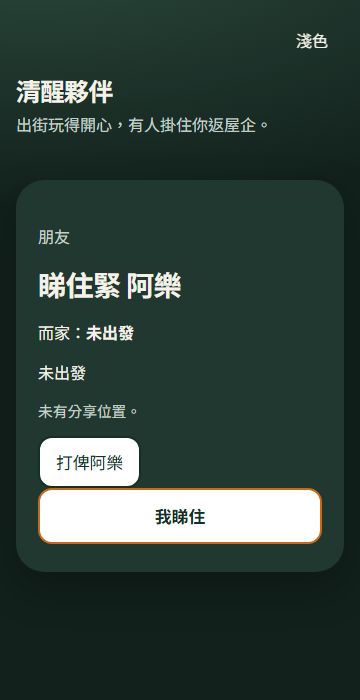 淺色
清醒夥伴
出街玩得開心，有人掛住你返屋企。
朋友
睇住緊 阿樂
而家：未出發
未出發
未有分享位置。
打俾阿樂
我睇住